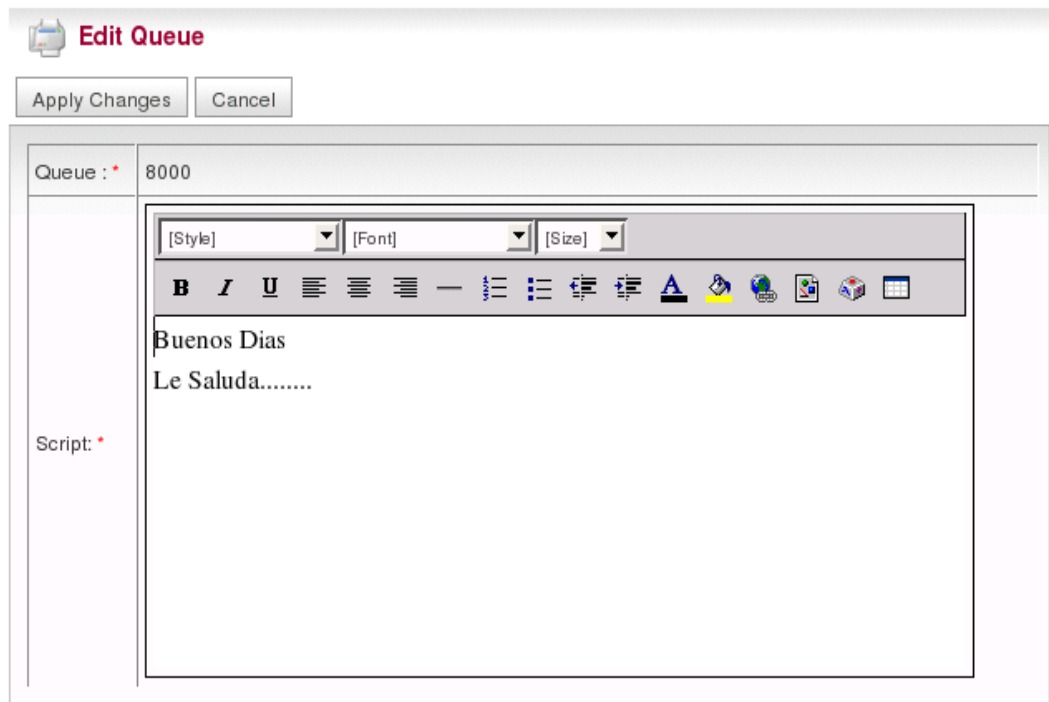 Edit Queue
Apply Changes Cancel
Queue : * 8000
[Style] [Font] [Size]
B I U A
Buenos Dias
Le Saluda........
Script: *